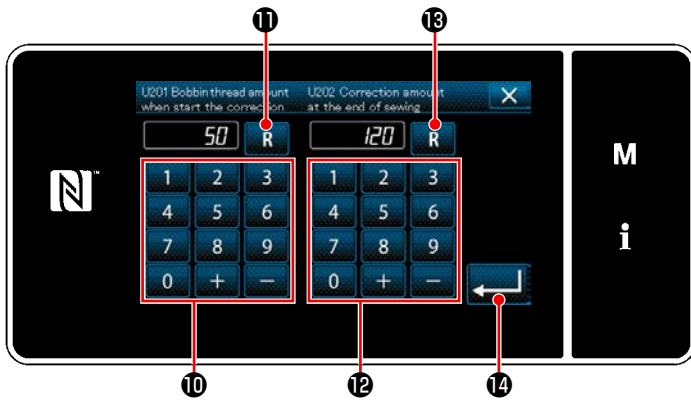 ⓫ ⓭
U201 Bobbin thread amount
when start the correction
U202 Correction amount
at the end of sewing
X
50 R 120 R
1 2 3 1 2 3
4 5 6 4 5 6
7 8 9 7 8 9
0 + − 0 + −
N
M
i
❿ ⓬ ⓮